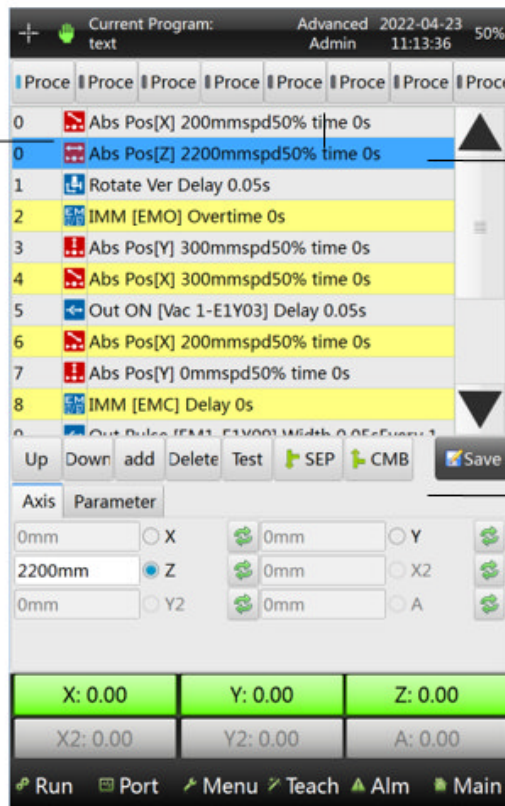 Current Program: Advanced 2022-04-23 50%
text Admin 11:13:36
Proce Proce Proce Proce Proce Proce Proce Proce
0 Abs Pos[X] 200mmspd50% time 0s
0 Abs Pos[Z] 2200mmspd50% time 0s
1 Rotate Ver Delay 0.05s
2 IMM [EMO] Overtime 0s
3 Abs Pos[Y] 300mmspd50% time 0s
4 Abs Pos[X] 300mmspd50% time 0s
5 Out ON [Vac 1-E1Y03] Delay 0.05s
6 Abs Pos[X] 200mmspd50% time 0s
7 Abs Pos[Y] 0mmspd50% time 0s
8 IMM [EMC] Delay 0s
Up Down add Delete Test SEP CMB Save
Axis Parameter
0mm X 0mm Y
2200mm Z 0mm X2
0mm Y2 0mm A
X: 0.00 Y: 0.00 Z: 0.00
X2: 0.00 Y2: 0.00 A: 0.00
Run Port Menu Teach Alm Main